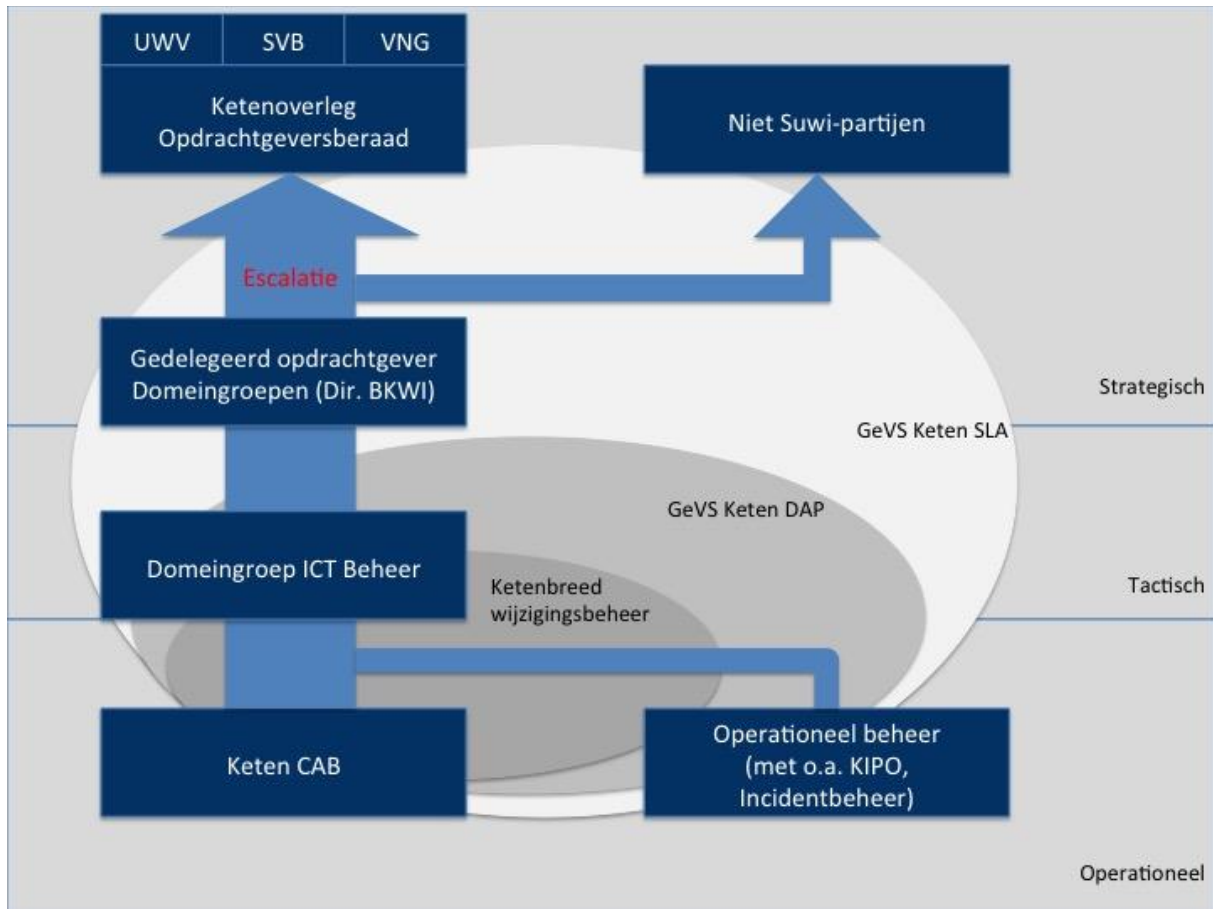 UWV SVB VNG
Ketenoverleg
Opdrachtgeversberaad
Niet Suwi-partijen
Escalatie
Gedelegeerd opdrachtgever
Domeingroepen (Dir. BKWI)
Strategisch
GeVS Keten SLA
GeVS Keten DAP
Domeingroep ICT Beheer
Ketenbreed
wijzigingsbeheer
Tactisch
Keten CAB
Operationeel beheer
(met o.a. KIPO,
Incidentbeheer)
Operationeel